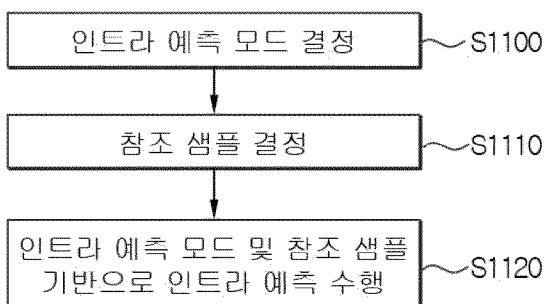 인트라 예측 모드 결정 S1100
참조 샘플 결정 S1110
인트라 예측 모드 및 참조 샘플
기반으로 인트라 예측 수행 S1120